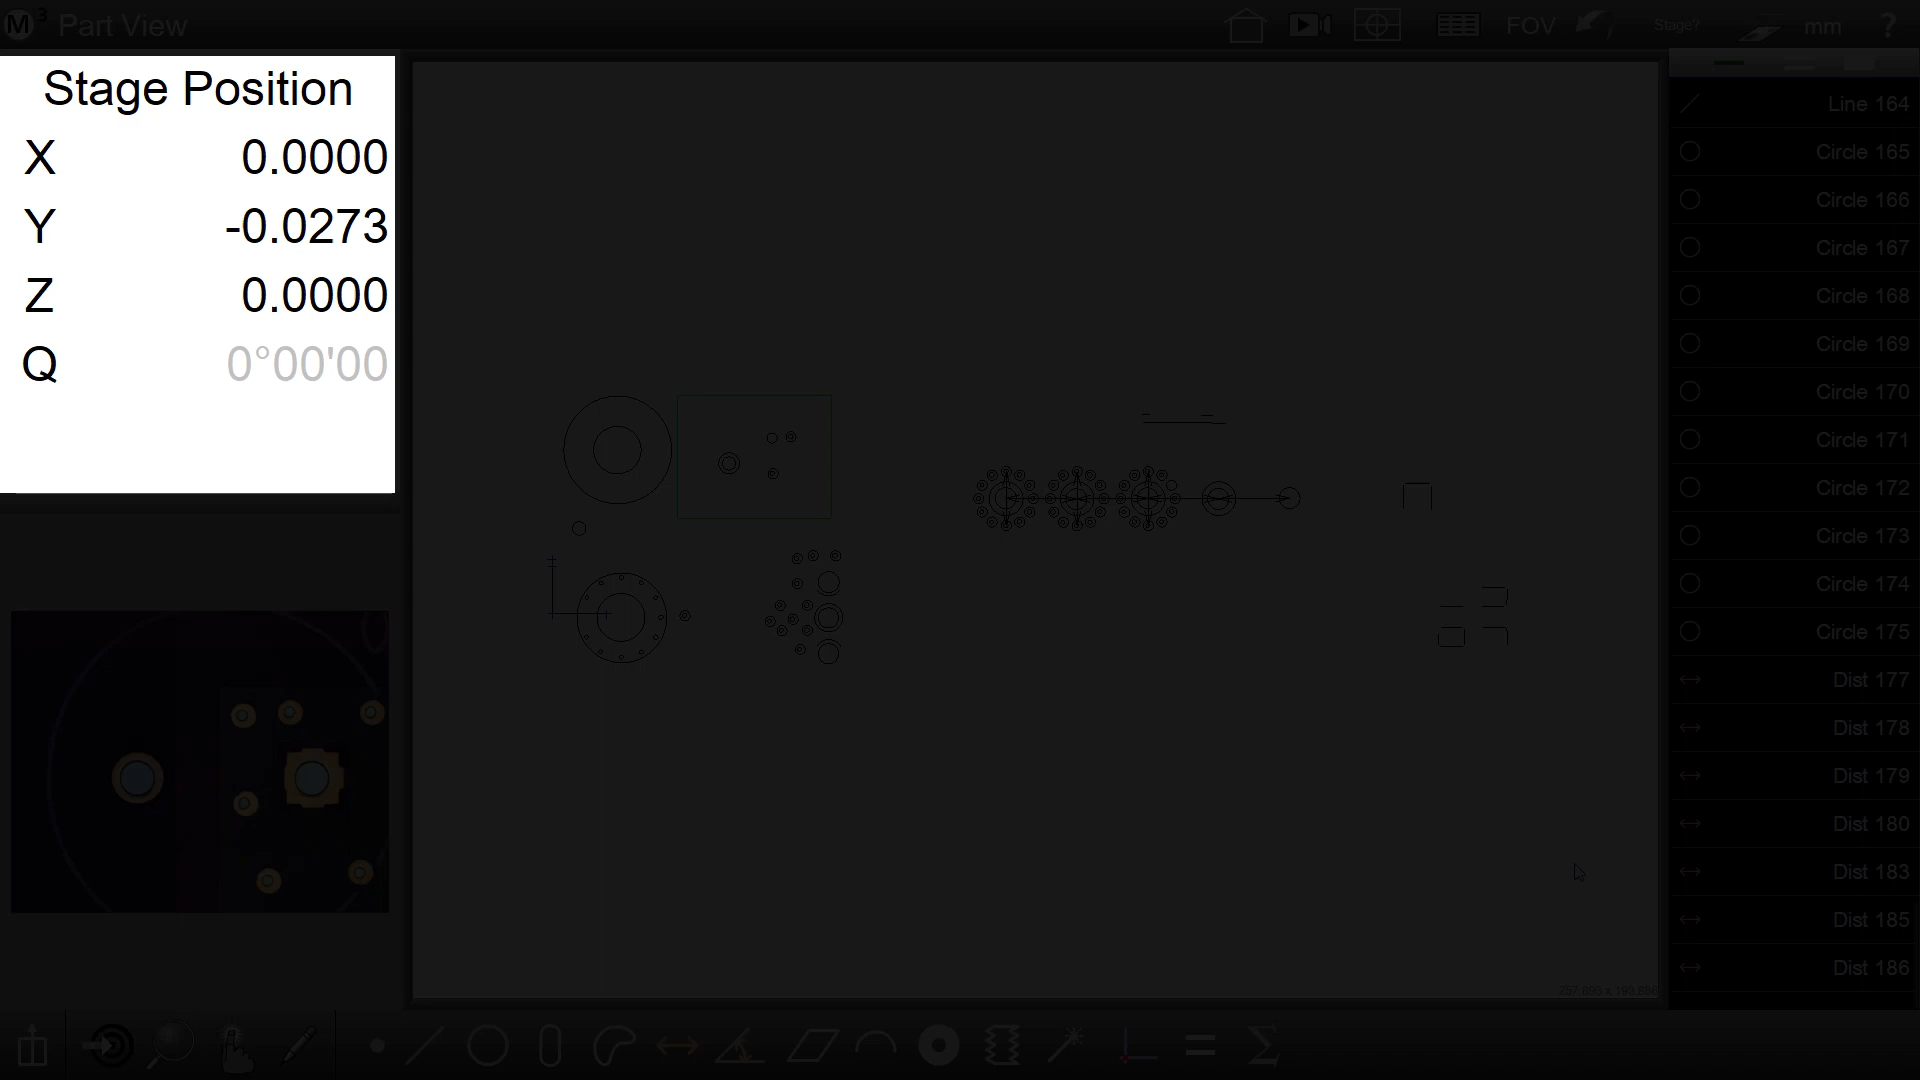 M3 Part View
FOV
Stage?
mm
?
Stage Position
X 0.0000
Y -0.0273
Z 0.0000
Q 0°00'00
Line 164
Circle 165
Circle 166
Circle 167
Circle 168
Circle 169
Circle 170
Circle 171
Circle 172
Circle 173
Circle 174
Circle 175
Dist 177
Dist 178
Dist 179
Dist 180
Dist 183
Dist 185
Dist 186